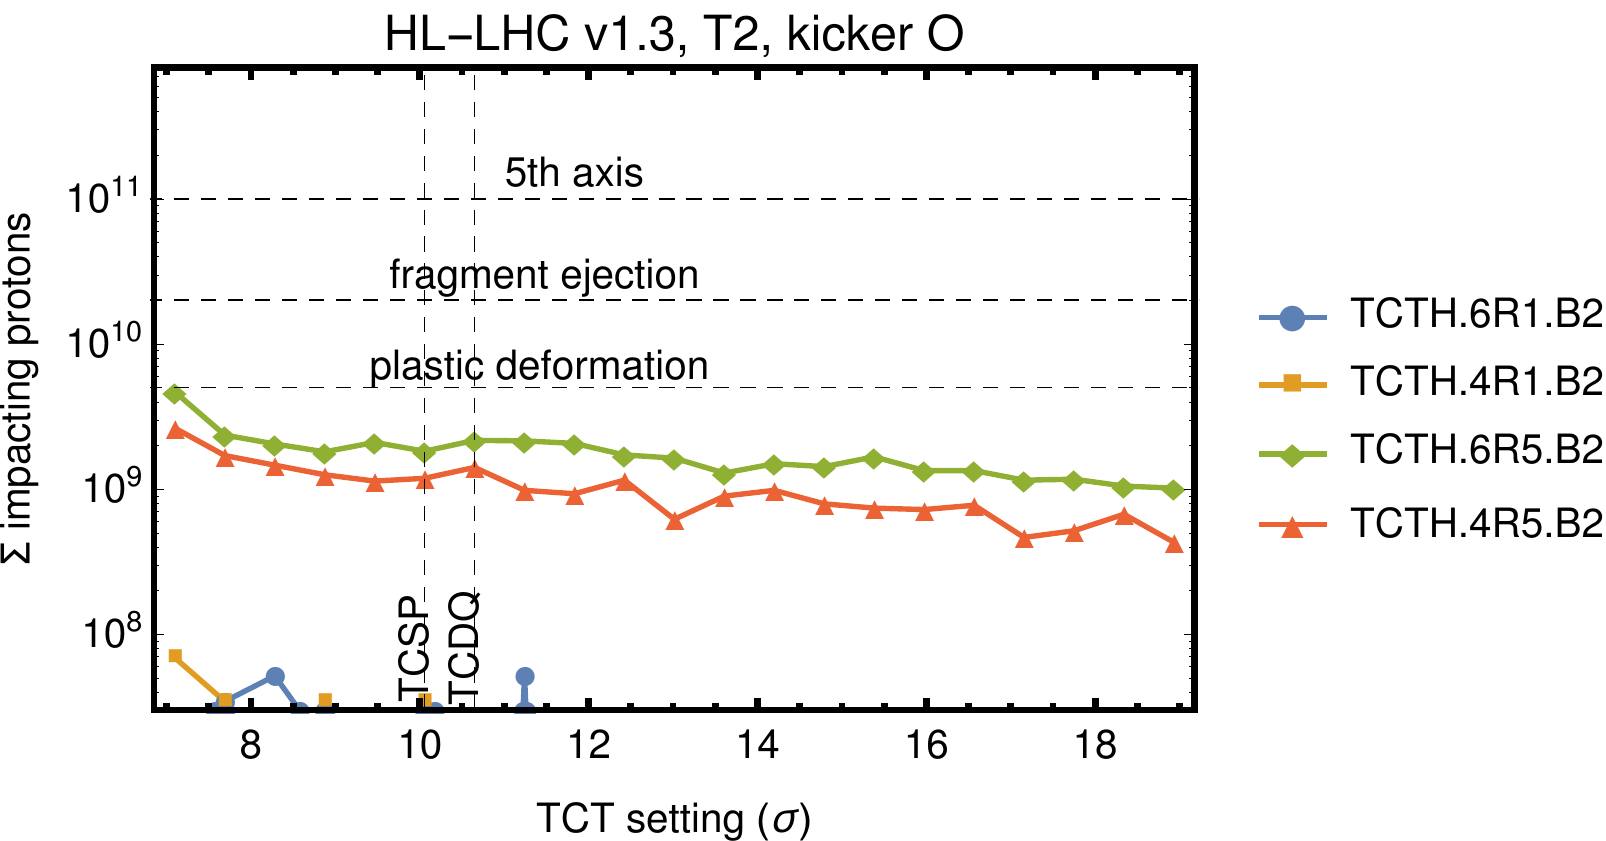 HL−LHC v1.3, T2, kicker O
Σ impacting protons
10^11
10^10
10^9
10^8
5th axis
fragment ejection
plastic deformation
TCSP
TCDQ
8 10 12 14 16 18
TCT setting (σ)
TCTH.6R1.B2
TCTH.4R1.B2
TCTH.6R5.B2
TCTH.4R5.B2